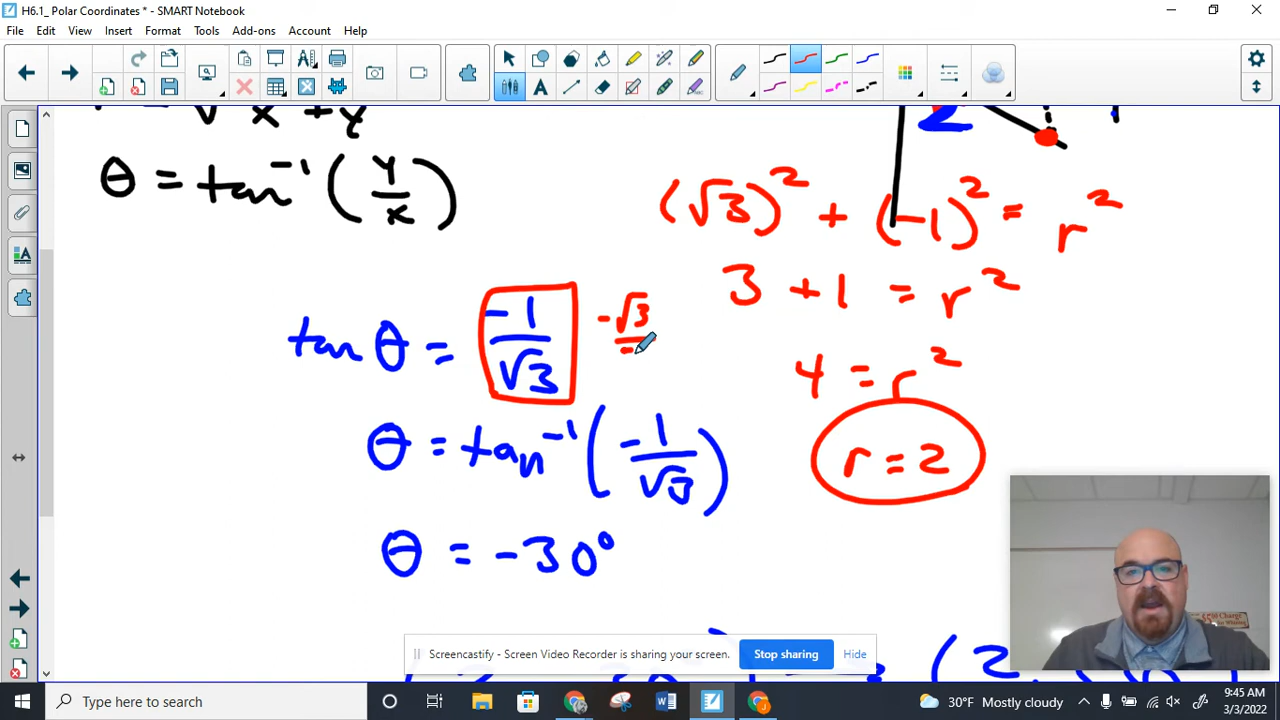 H6.1_ Polar Coordinates * - SMART Notebook
File Edit View Insert Format Tools Add-ons Account Help
θ = tan⁻¹ (y/x)
2
(√3)² + (-1)² = r²
3 + 1 = r²
4 = r²
r = 2
tan θ = -1/√3
-√3
θ = tan⁻¹ (-1/√3)
θ = -30°
Screencastify - Screen Video Recorder is sharing your screen. Stop sharing Hide
Type here to search
30°F Mostly cloudy
9:45 AM
3/3/2022